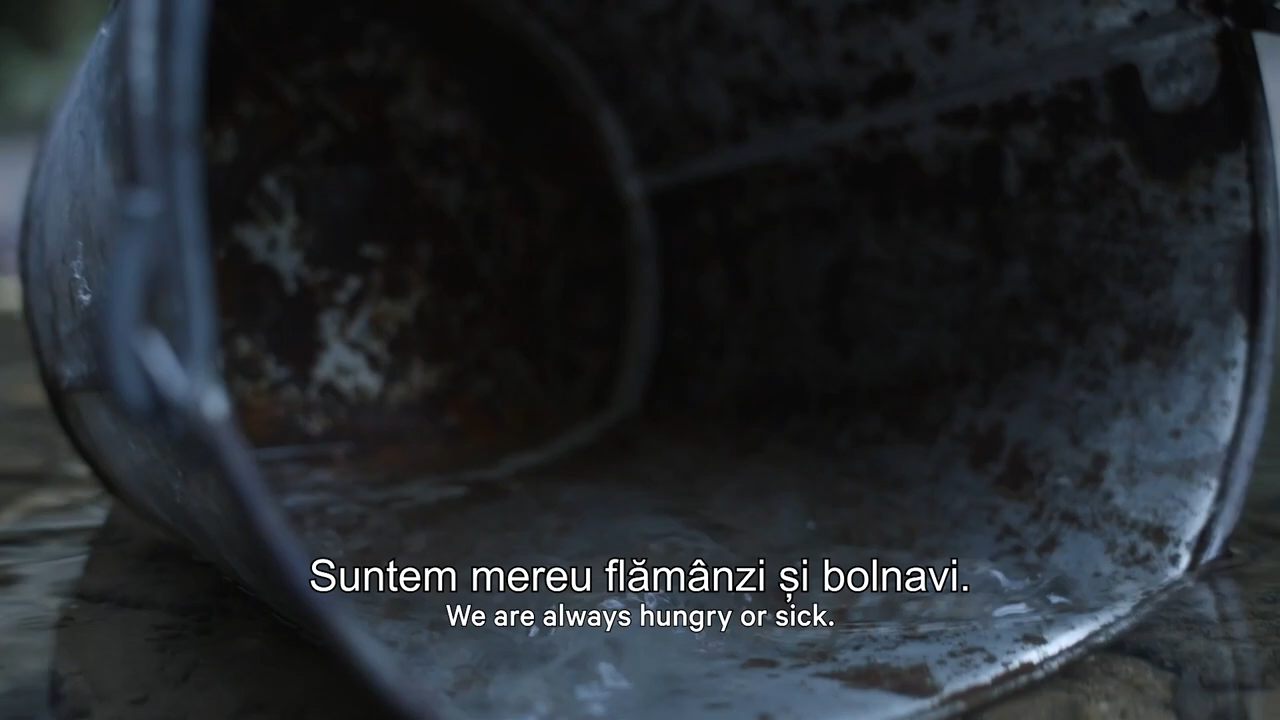 Suntem mereu flămânzi și bolnavi.
We are always hungry or sick.